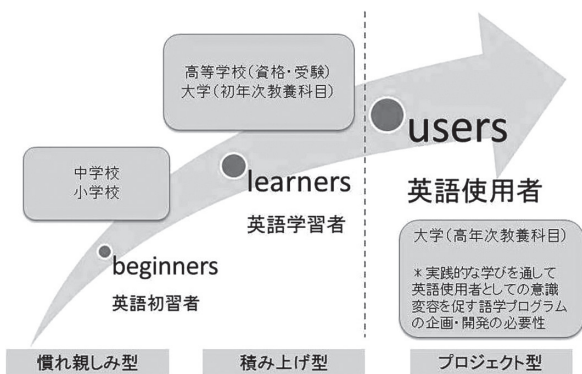 高等学校(資格・受験)
大学(初年次教養科目)
中学校
小学校
users
英語使用者
learners
英語学習者
beginners
英語初習者
大学(高年次教養科目)
*実践的な学びを通して
英語使用者としての意識
変容を促す語学プログラム
の企画・開発の必要性
慣れ親しみ型
積み上げ型
プロジェクト型